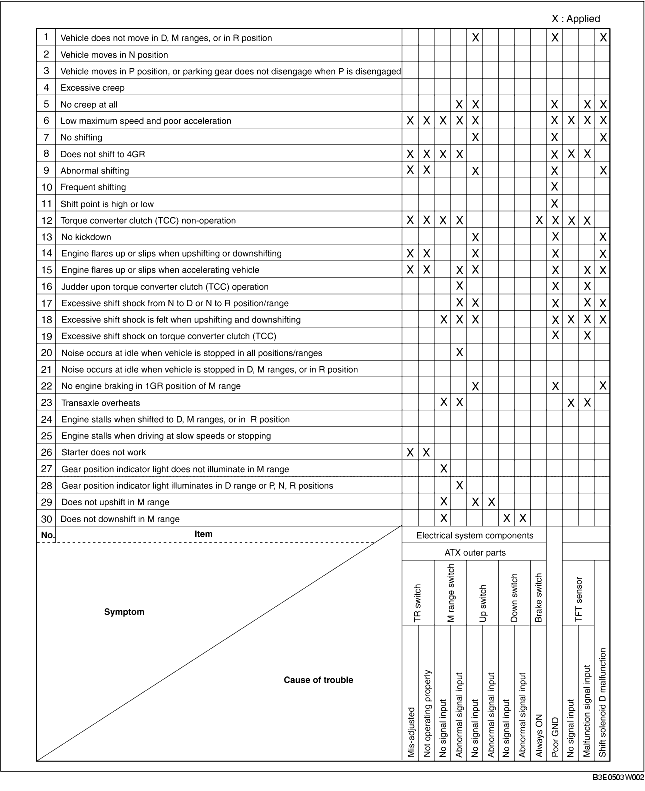 X : Applied
1 Vehicle does not move in D, M ranges, or in R position X X X
2 Vehicle moves in N position
3 Vehicle moves in P position, or parking gear does not disengage when P is disengaged
4 Excessive creep
5 No creep at all X X X X X
6 Low maximum speed and poor acceleration X X X X X X X X X
7 No shifting X X X
8 Does not shift to 4GR X X X X X X X
9 Abnormal shifting X X X X X
10 Frequent shifting X
11 Shift point is high or low X
12 Torque converter clutch (TCC) non-operation X X X X X X X X
13 No kickdown X X X
14 Engine flares up or slips when upshifting or downshifting X X X X X
15 Engine flares up or slips when accelerating vehicle X X X X X X X
16 Judder upon torque converter clutch (TCC) operation X X X
17 Excessive shift shock from N to D or N to R position/range X X X X X
18 Excessive shift shock is felt when upshifting and downshifting X X X X X X X
19 Excessive shift shock on torque converter clutch (TCC) X X
20 Noise occurs at idle when vehicle is stopped in all positions/ranges X
21 Noise occurs at idle when vehicle is stopped in D, M ranges, or in R position
22 No engine braking in 1GR position of M range X X X
23 Transaxle overheats X X X X
24 Engine stalls when shifted to D, M ranges, or in R position
25 Engine stalls when driving at slow speeds or stopping
26 Starter does not work X X
27 Gear position indicator light does not illuminate in M range X
28 Gear position indicator light illuminates in D range or P, N, R positions X
29 Does not upshift in M range X X X
30 Does not downshift in M range X X X
No. Item Electrical system components
ATX outer parts
TR switch
M range switch
Up switch
Down switch
Brake switch
TFT sensor
Symptom
Cause of trouble
Mis-adjusted
Not operating properly
No signal input
Abnormal signal input
No signal input
Abnormal signal input
No signal input
Abnormal signal input
Always ON
Poor GND
No signal input
Malfunction signal input
Shift solenoid D malfunction
B3E0503W002